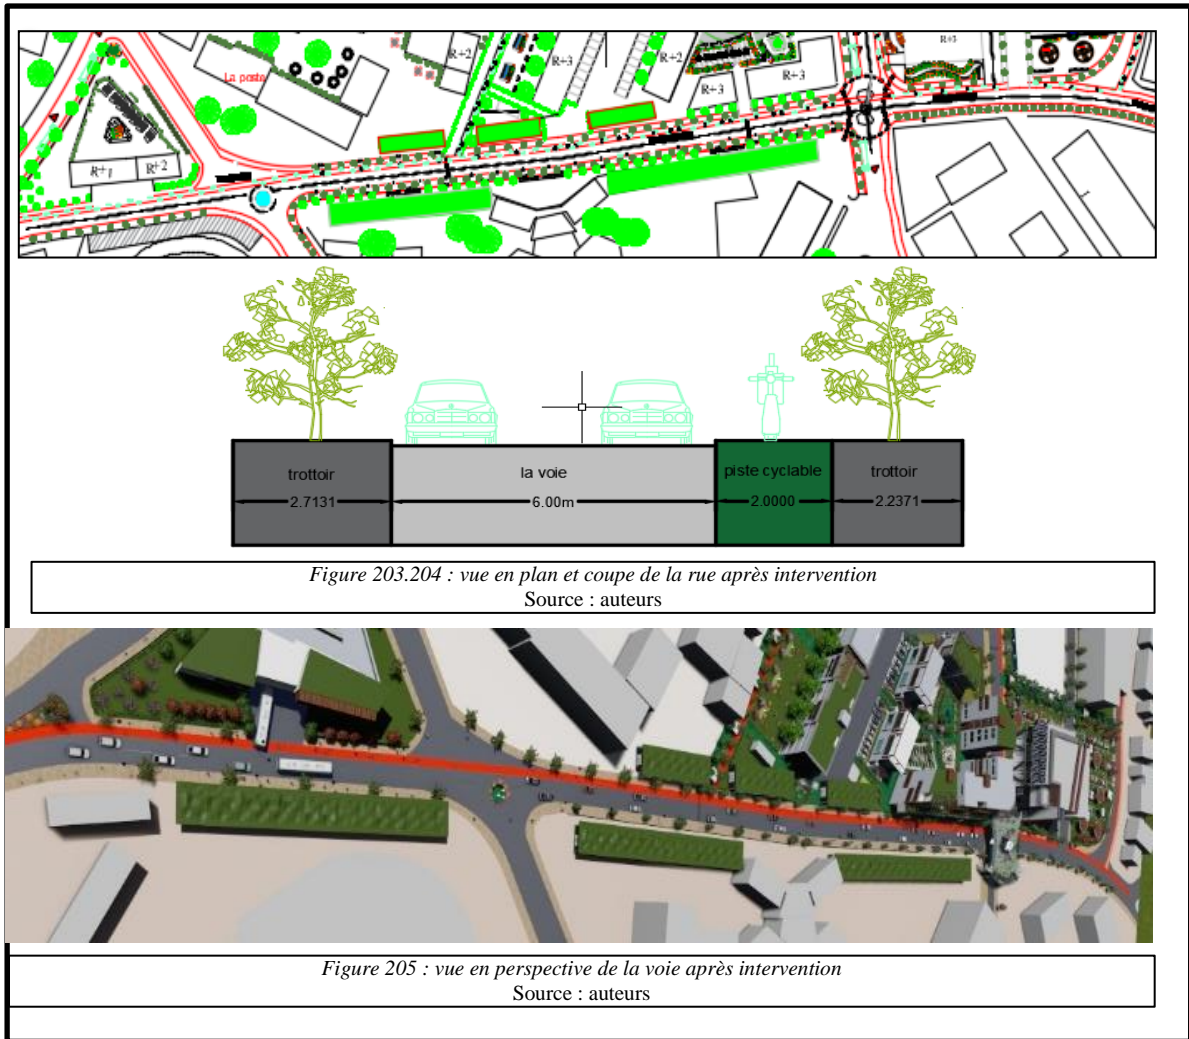 La poste
R+2
R+3
R+2
R+3
R+3
R+3
R+1
R+2
trottoir
2.7131
la voie
6.00m
piste cyclable
2.0000
trottoir
2.2371
Figure 203.204 : vue en plan et coupe de la rue après intervention
Source : auteurs
Figure 205 : vue en perspective de la voie après intervention
Source : auteurs